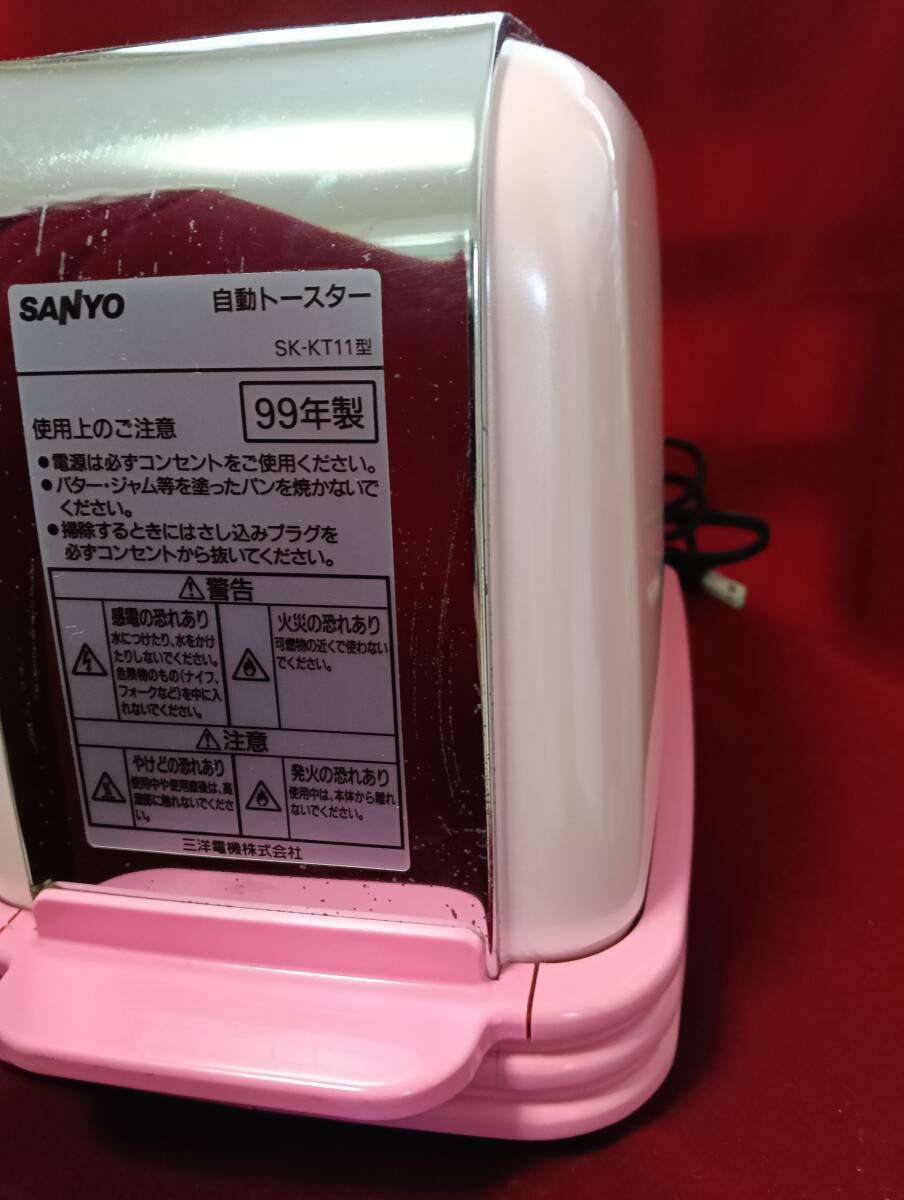 SANYO 自動トースター
SK-KT11型
99年製
使用上のご注意
●電源は必ずコンセントをご使用ください。
●バター・ジャム等を塗ったパンを焼かないで
ください。
●掃除するときにはさし込みプラグを
必ずコンセントから抜いてください。
⚠警告
感電の恐れあり
水につけたり、水をかけ
たりしないでください。
危険物のもの(ナイフ、
フォークなど)を中に入
れないでください。
火災の恐れあり
可燃物の近くで使わない
でください。
⚠注意
やけどの恐れあり
使用中や使用直後は、高
温部に触れないでくださ
い。
発火の恐れあり
使用中は、本体から離れ
ないでください。
三洋電機株式会社